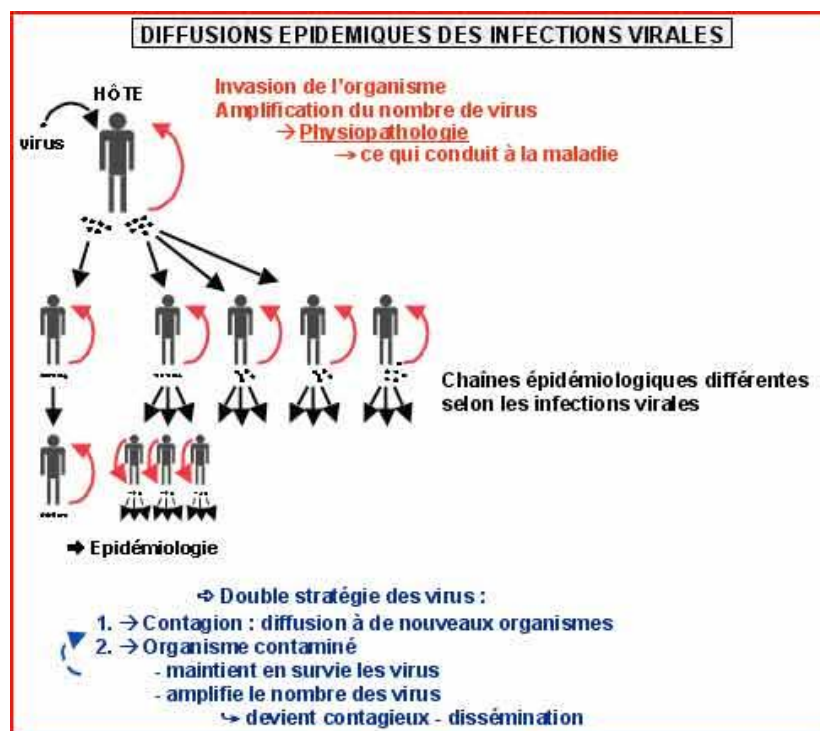 DIFFUSIONS EPIDEMIQUES DES INFECTIONS VIRALES
HÔTE
virus
Invasion de l'organisme
Amplification du nombre de virus
→ Physiopathologie
→ ce qui conduit à la maladie
Chaînes épidémiologiques différentes
selon les infections virales
➡ Epidémiologie
➩ Double stratégie des virus :
1. → Contagion : diffusion à de nouveaux organismes
2. → Organisme contaminé
- maintient en survie les virus
- amplifie le nombre des virus
↪ devient contagieux - dissémination